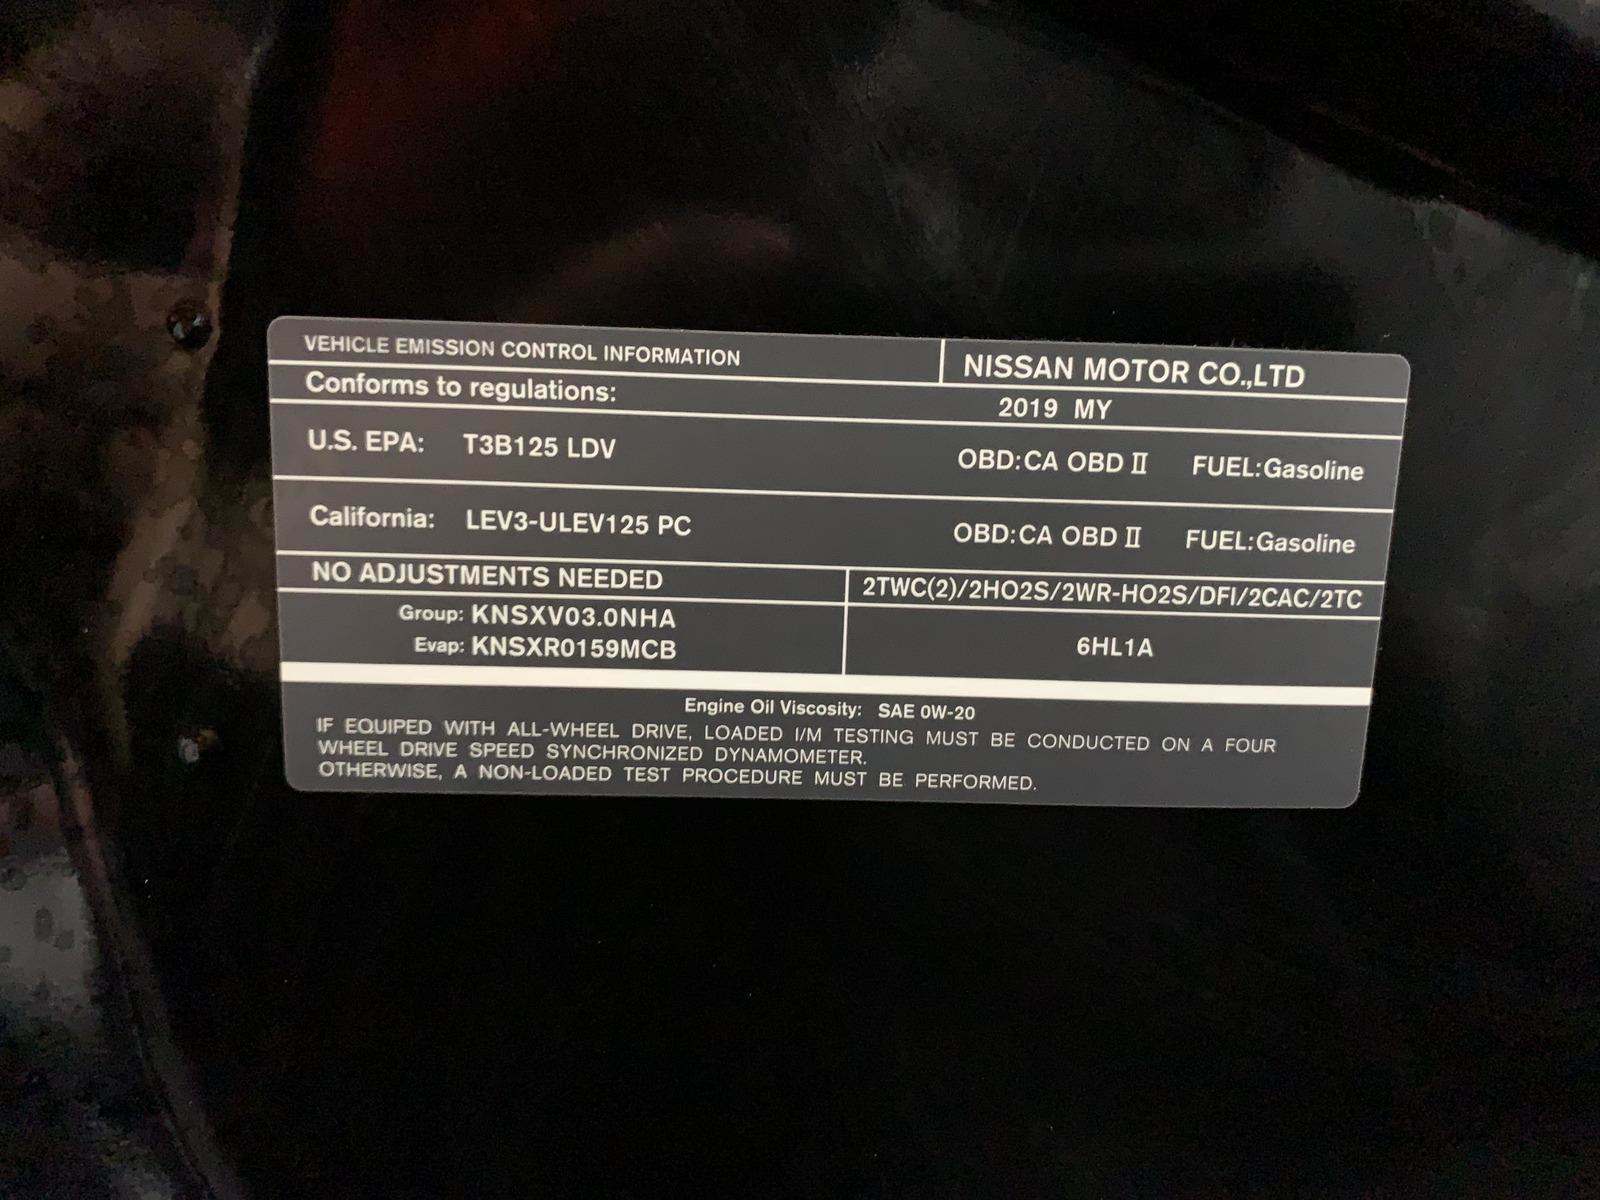 VEHICLE EMISSION CONTROL INFORMATION
NISSAN MOTOR CO.,LTD
Conforms to regulations:
2019 MY
U.S. EPA: T3B125 LDV OBD:CA OBD II FUEL:Gasoline
California: LEV3-ULEV125 PC OBD:CA OBD II FUEL:Gasoline
NO ADJUSTMENTS NEEDED
2TWC(2)/2HO2S/2WR-HO2S/DFI/2CAC/2TC
Group: KNSXV03.0NHA
Evap: KNSXR0159MCB
6HL1A
Engine Oil Viscosity: SAE 0W-20
IF EQUIPED WITH ALL-WHEEL DRIVE, LOADED I/M TESTING MUST BE CONDUCTED ON A FOUR
WHEEL DRIVE SPEED SYNCHRONIZED DYNAMOMETER.
OTHERWISE, A NON-LOADED TEST PROCEDURE MUST BE PERFORMED.